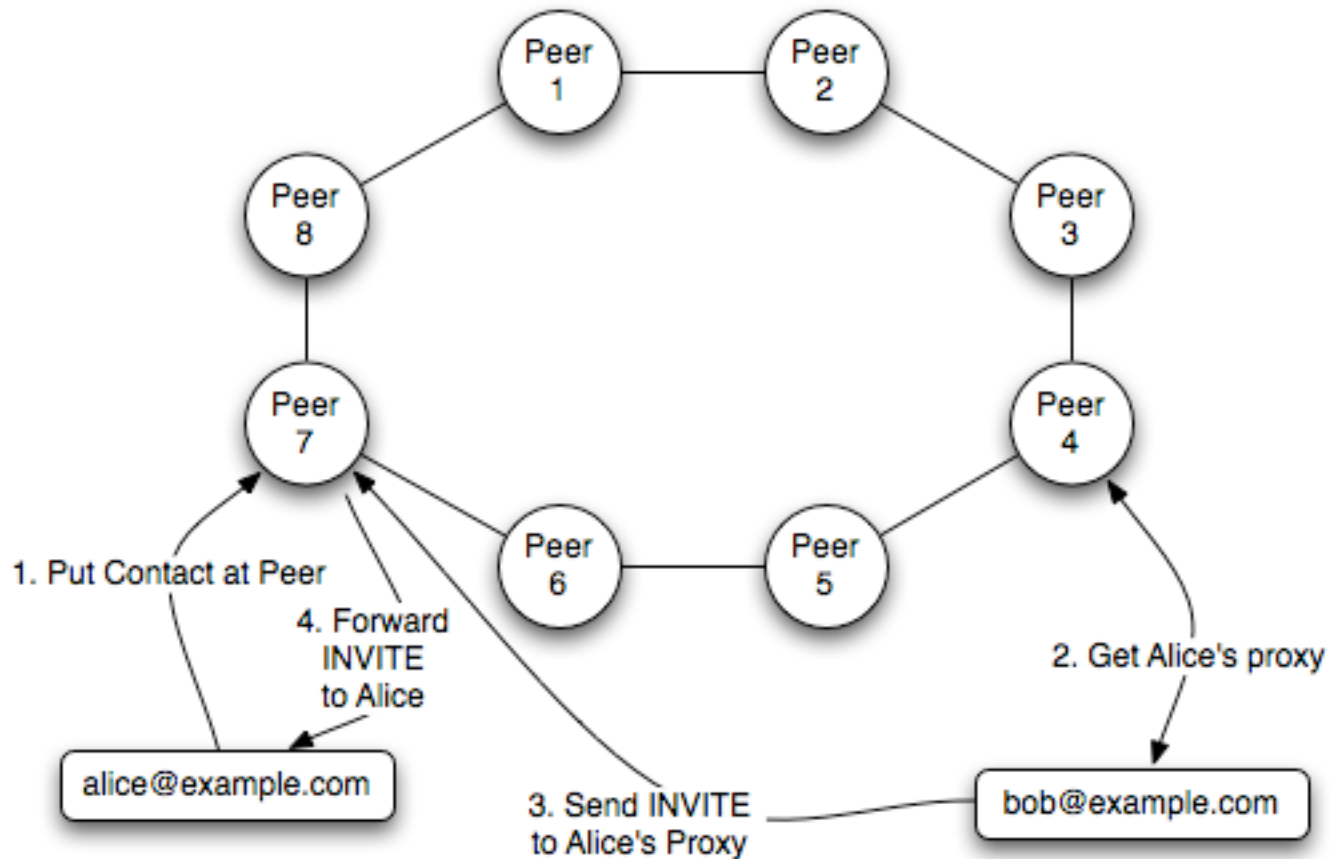 Peer
1
Peer
2
Peer
8
Peer
3
Peer
7
Peer
4
Peer
6
Peer
5
1. Put Contact at Peer
4. Forward
INVITE
to Alice
2. Get Alice's proxy
alice@example.com
3. Send INVITE
to Alice's Proxy
bob@example.com